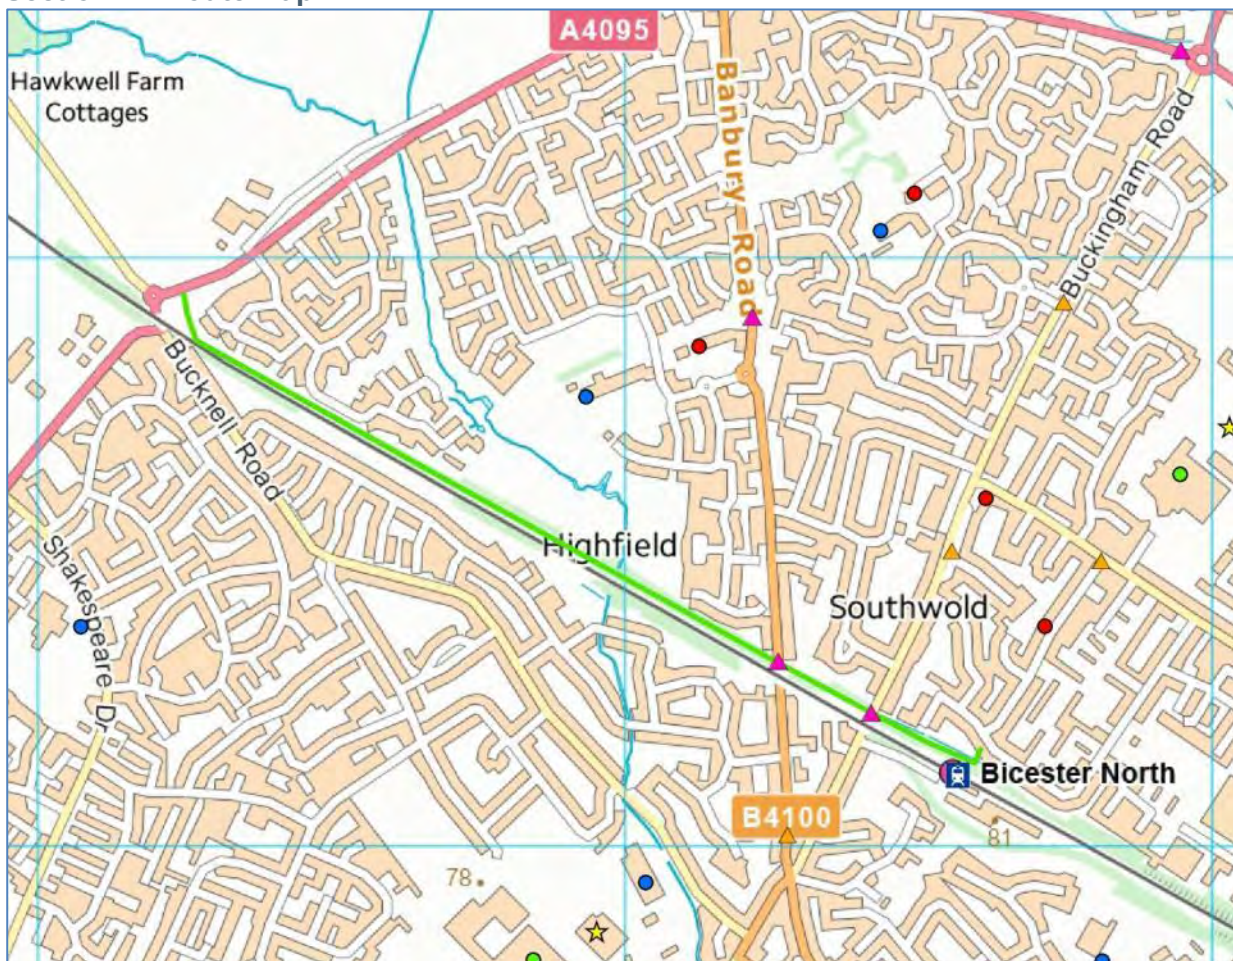 A4095
Hawkwell Farm
Cottages
Banbury Road
Buckingham Road
Bucknell Road
Highfield
Shakespeare Dr
Southwold
Bicester North
B4100
81
78